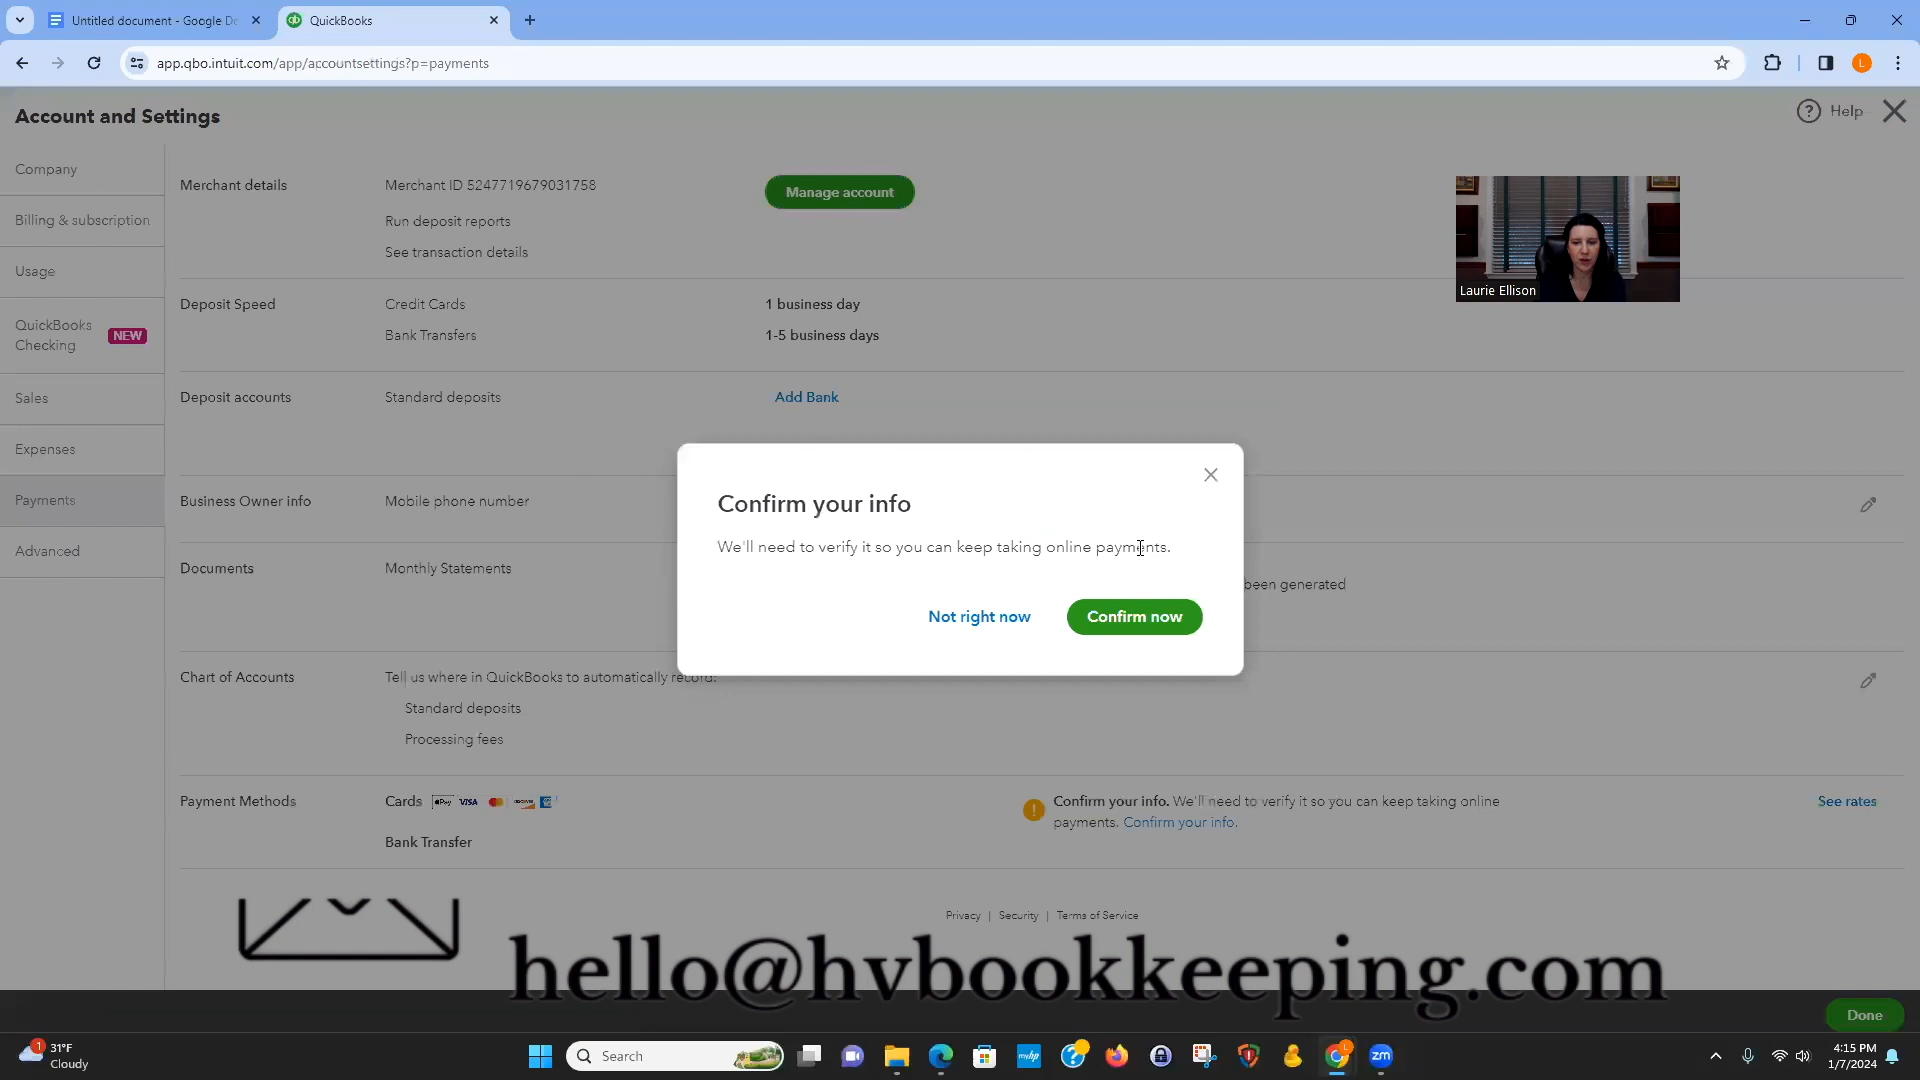 Untitled document - Google Do
QuickBooks
app.qbo.intuit.com/app/accountsettings?p=payments
L
Account and Settings
Help
Company
Billing & subscription
Usage
QuickBooks
Checking
NEW
Sales
Expenses
Payments
Advanced
Merchant details
Merchant ID 5247719679031758
Manage account
Run deposit reports
See transaction details
Laurie Ellison
Deposit Speed
Credit Cards
1 business day
Bank Transfers
1-5 business days
Deposit accounts
Standard deposits
Add Bank
Business Owner info
Mobile phone number
Confirm your info
We'll need to verify it so you can keep taking online payments.
Not right now
Confirm now
Documents
Monthly Statements
been generated
Chart of Accounts
Tell us where in QuickBooks to automatically record:
Standard deposits
Processing fees
Payment Methods
Cards
Pay
VISA
Bank Transfer
Confirm your info. We'll need to verify it so you can keep taking online
payments. Confirm your info.
See rates
Privacy | Security | Terms of Service
hello@hvbookkeeping.com
Done
1
31°F
Cloudy
Search
myhp
zm
4:15 PM
1/7/2024